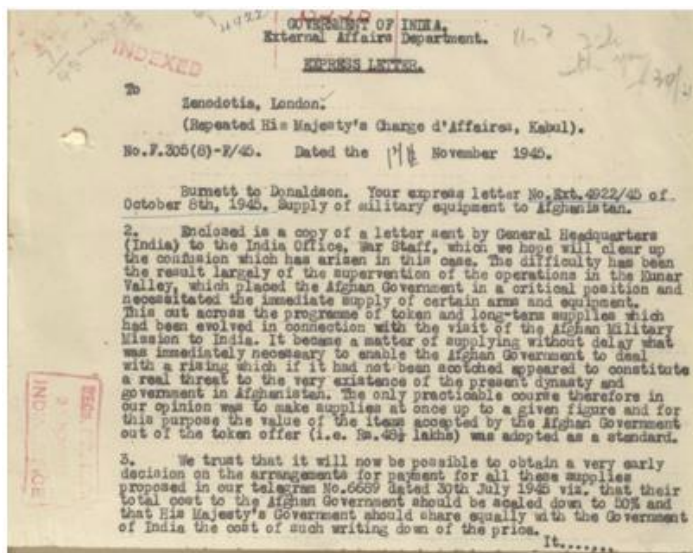 4922
GOVERNMENT OF INDIA,
External Affairs Department.
INDEXED
EXPRESS LETTER.
To
Zenodotia, London.
(Repeated His Majesty's Charge d'Affaires, Kabul).
No.F.305(8)-F/45. Dated the November 1945.
Burnett to Donaldson. Your express letter No.Ext.4922/45 of
October 8th, 1945. Supply of military equipment to Afghanistan.
2. Enclosed is a copy of a letter sent by General Headquarters
(India) to the India Office, War Staff, which we hope will clear up
the confusion which has arisen in this case. The difficulty has been
the result largely of the supervention of the operations in the Kunar
Valley, which placed the Afghan Government in a critical position and
necessitated the immediate supply of certain arms and equipment.
This cut across the programme of token and long-term supplies which
had been evolved in connection with the visit of the Afghan Military
Mission to India. It became a matter of supplying without delay what
was immediately necessary to enable the Afghan Government to deal
with a rising which if it had not been scotched appeared to constitute
a real threat to the very existence of the present dynasty and
government in Afghanistan. The only practicable course therefore in
our opinion was to make supplies at once up to a given figure and for
this purpose the value of the items accepted by the Afghan Government
out of the token offer (i.e. Rs.48½ lakhs) was adopted as a standard.
3. We trust that it will now be possible to obtain a very early
decision on the arrangements for payment for all these supplies
proposed in our telegram No.6689 dated 30th July 1945 viz. that their
total cost to the Afghan Government should be scaled down to 50% and
that His Majesty's Government should share equally with the Government
of India the cost of such writing down of the price.
It.......